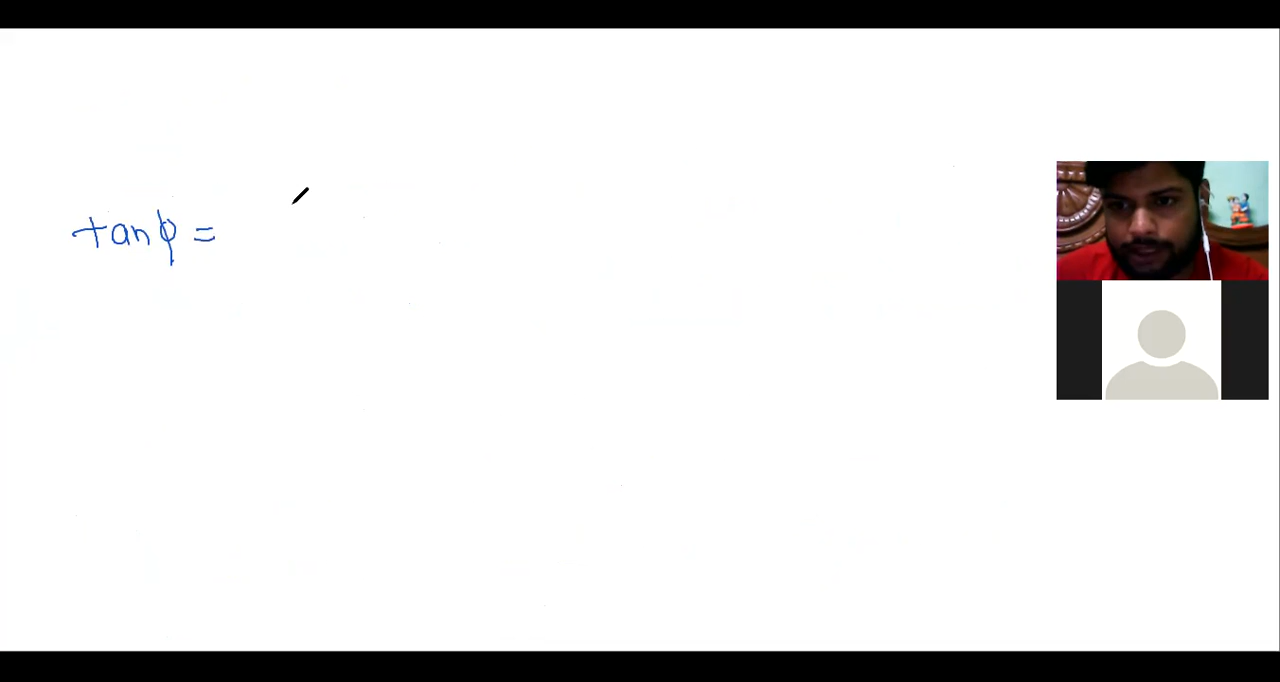 tanφ =